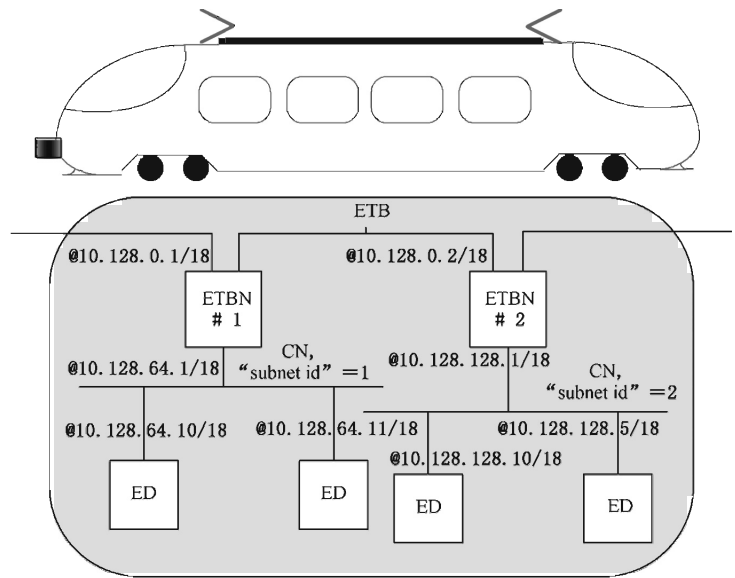 ETB
@10.128.0.1/18
@10.128.0.2/18
ETBN
# 1
ETBN
# 2
@10.128.64.1/18
CN,
“subnet id” =1
@10.128.128.1/18
CN,
“subnet id” =2
@10.128.64.10/18
@10.128.64.11/18
@10.128.128.5/18
@10.128.128.10/18
ED
ED
ED
ED